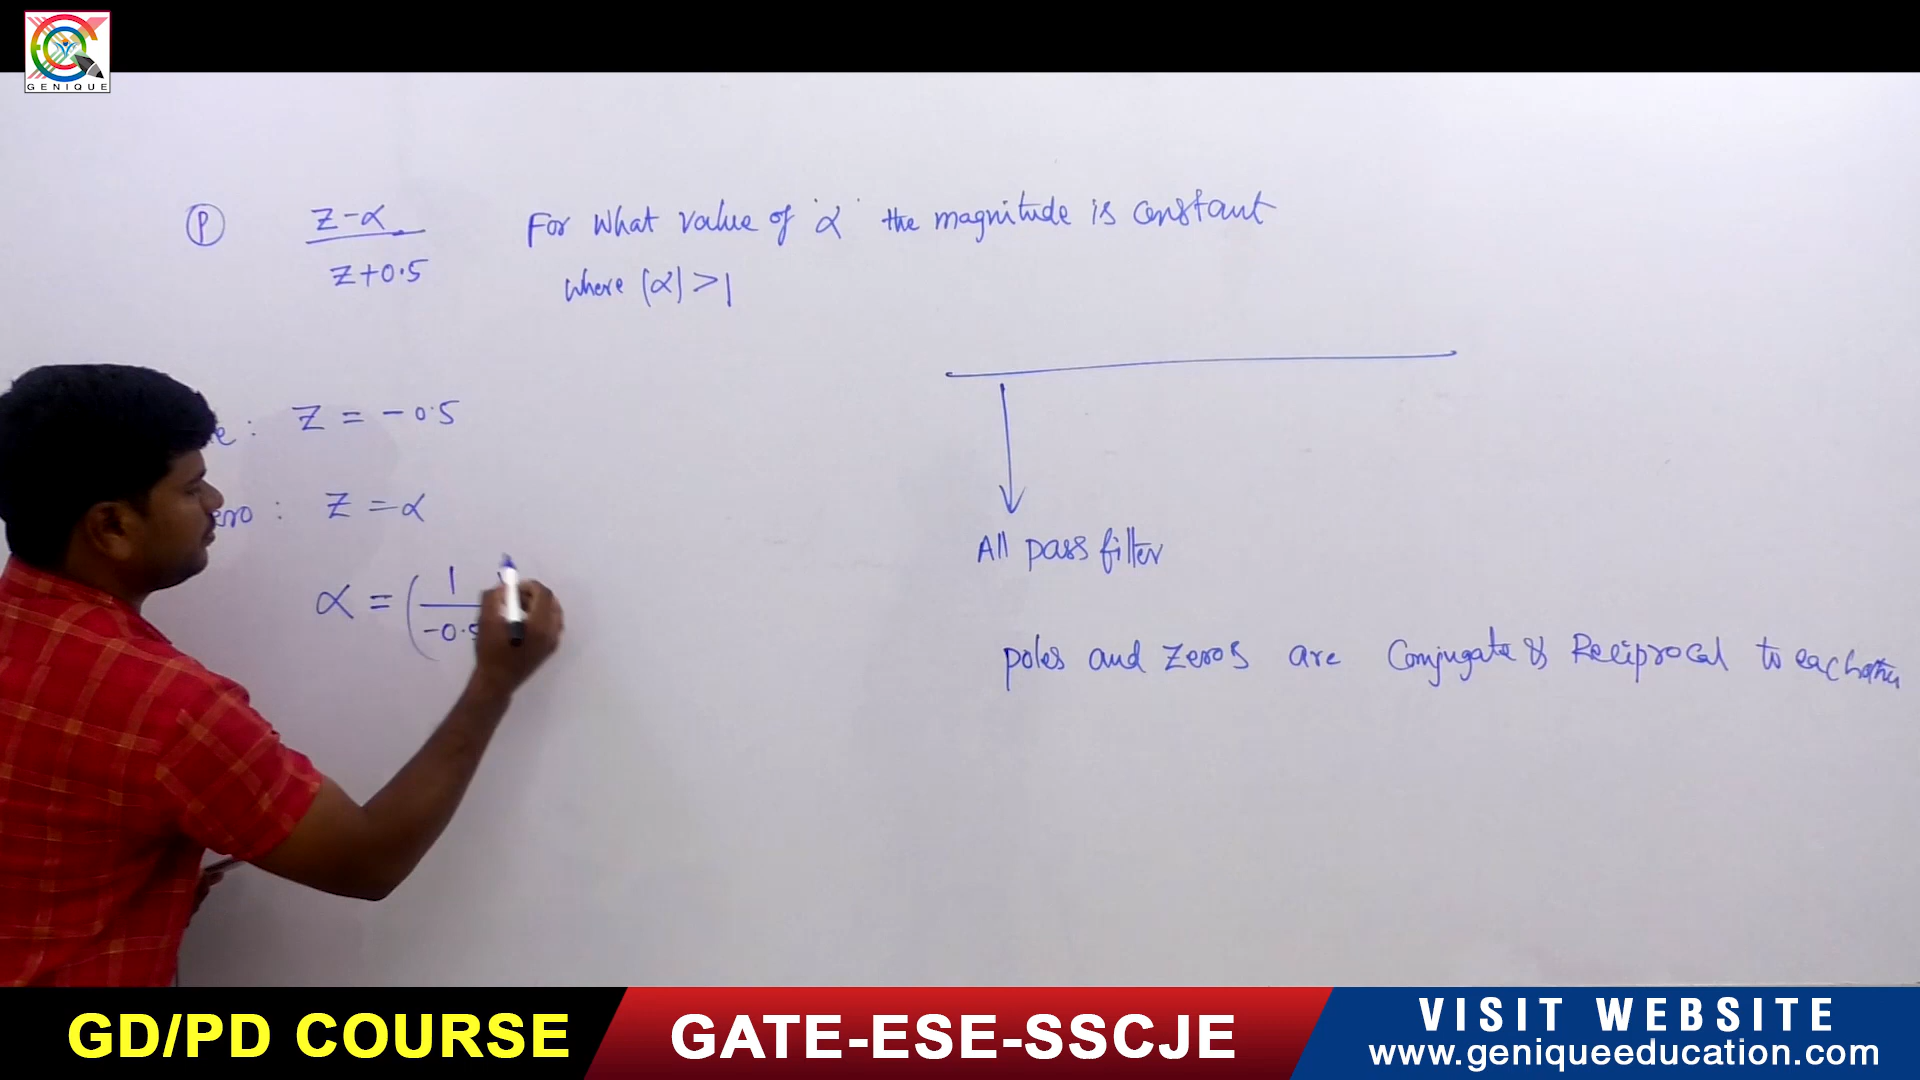 GENIQUE
P z-α / z+0.5 For What value of 'α' the magnitude is constant
where |α| > 1
e : z = -0.5
ero : z = α
α = ( 1 / -0.5
All pass filter
poles and zeros are Conjugate & Reciprocal to each other
GD/PD COURSE
GATE-ESE-SSCJE
VISIT WEBSITE
www.geniqueeducation.com